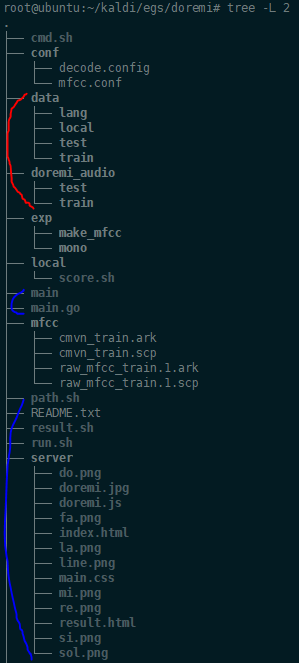 root@ubuntu:~/kaldi/egs/doremi# tree -L 2
.
├── cmd.sh
├── conf
│   ├── decode.config
│   └── mfcc.conf
├── data
│   ├── lang
│   ├── local
│   ├── test
│   └── train
├── doremi_audio
│   ├── test
│   └── train
├── exp
│   ├── make_mfcc
│   └── mono
├── local
│   └── score.sh
├── main
├── main.go
├── mfcc
│   ├── cmvn_train.ark
│   ├── cmvn_train.scp
│   ├── raw_mfcc_train.1.ark
│   └── raw_mfcc_train.1.scp
├── path.sh
├── README.txt
├── result.sh
├── run.sh
├── server
│   ├── do.png
│   ├── doremi.jpg
│   ├── doremi.js
│   ├── fa.png
│   ├── index.html
│   ├── la.png
│   ├── line.png
│   ├── main.css
│   ├── mi.png
│   ├── re.png
│   ├── result.html
│   ├── si.png
│   └── sol.png